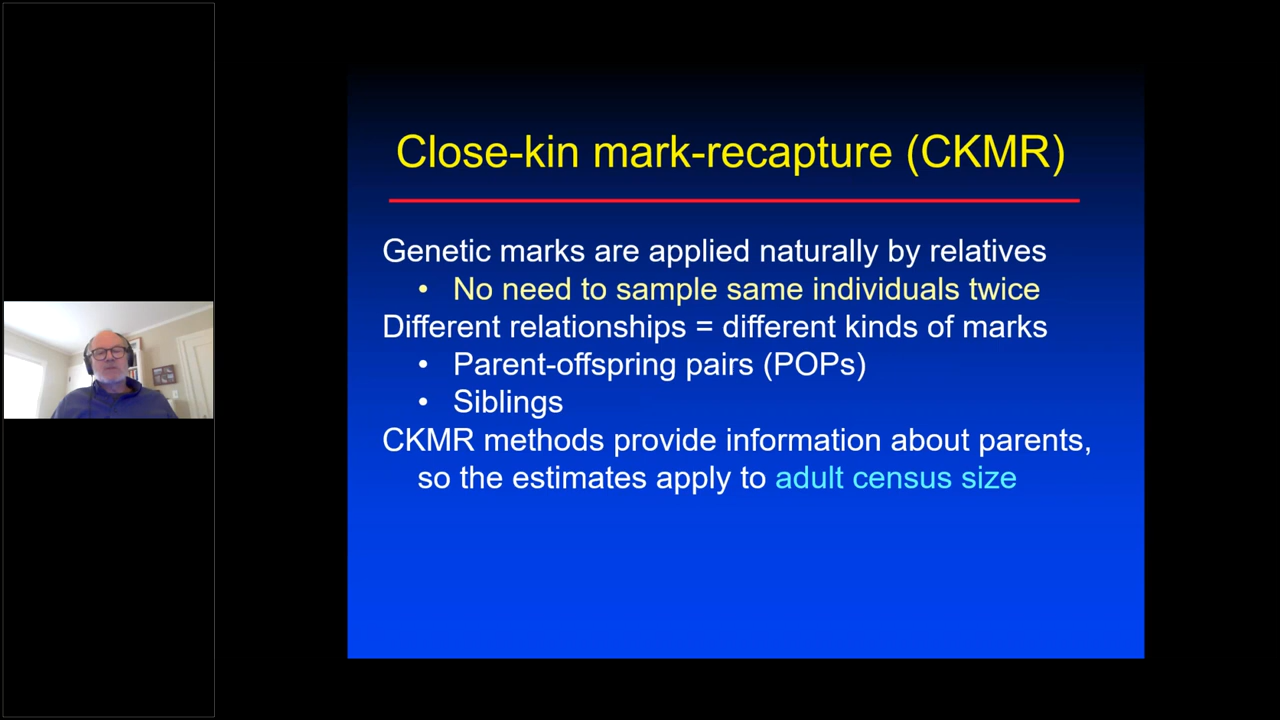 Close-kin mark-recapture (CKMR)
Genetic marks are applied naturally by relatives
• No need to sample same individuals twice
Different relationships = different kinds of marks
• Parent-offspring pairs (POPs)
• Siblings
CKMR methods provide information about parents,
so the estimates apply to adult census size